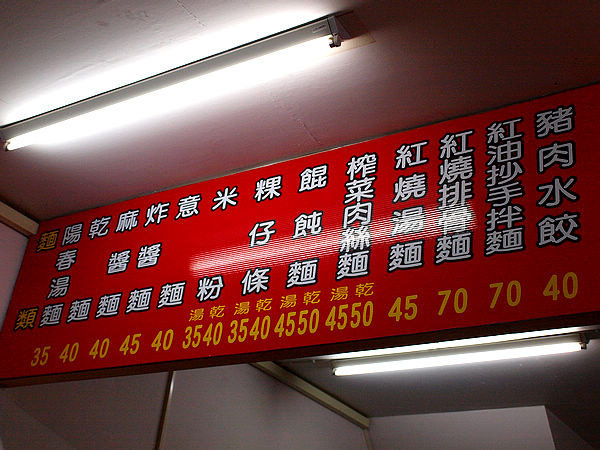 麵類
陽春湯麵
35
乾麵
40
麻醬麵
40
炸醬麵
45
意麵
40
米粉
湯乾
3540
粿仔條
湯乾
3540
餛飩麵
湯乾
4550
榨菜肉絲麵
湯乾
4550
紅燒湯麵
45
紅燒排骨麵
70
紅油抄手拌麵
70
豬肉水餃
40